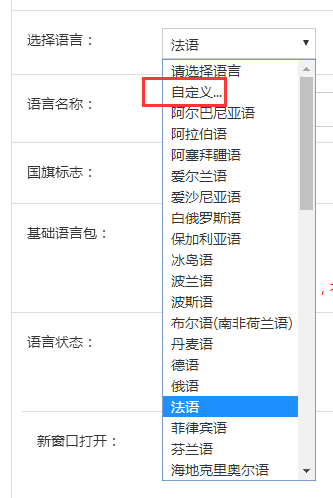 选择语言：
法语
请选择语言
自定义...
语言名称：
阿尔巴尼亚语
阿拉伯语
阿塞拜疆语
国旗标志：
爱尔兰语
爱沙尼亚语
白俄罗斯语
基础语言包：
保加利亚语
冰岛语
波兰语
波斯语
布尔语(南非荷兰语)
语言状态：
丹麦语
德语
俄语
法语
菲律宾语
新窗口打开：
芬兰语
海地克里奥尔语